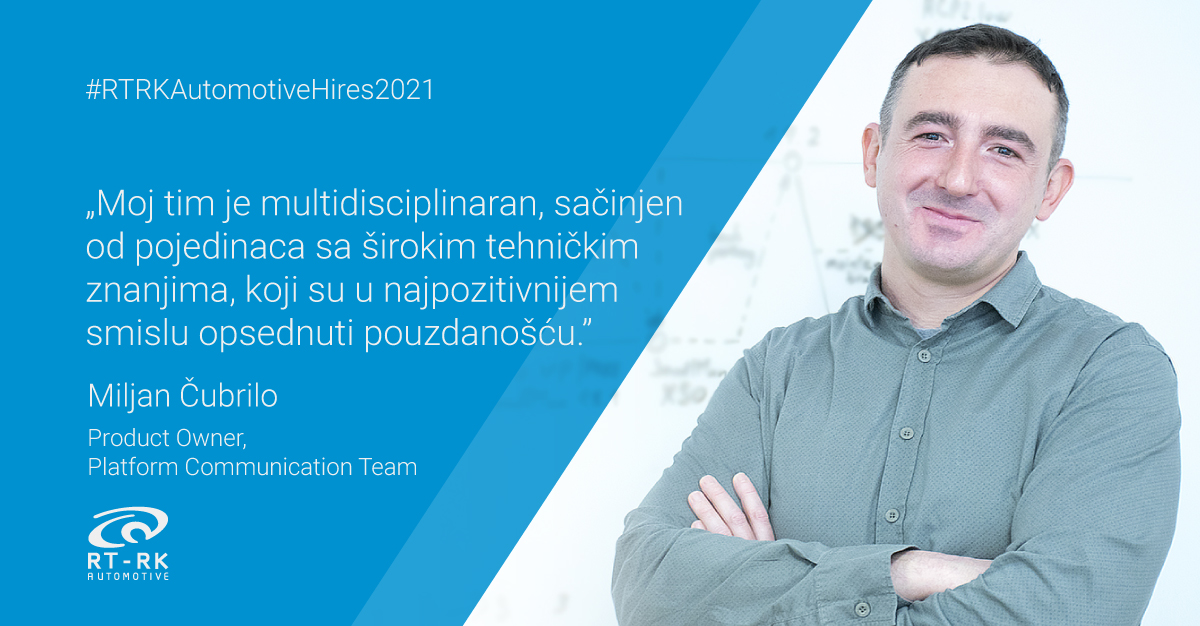 #RTRKAutomotiveHires2021
„Moj tim je multidisciplinaran, sačinjen
od pojedinaca sa širokim tehničkim
znanjima, koji su u najpozitivnijem
smislu opsednuti pouzdanošću.”
Miljan Čubrilo
Product Owner,
Platform Communication Team
RT-RK
AUTOMOTIVE